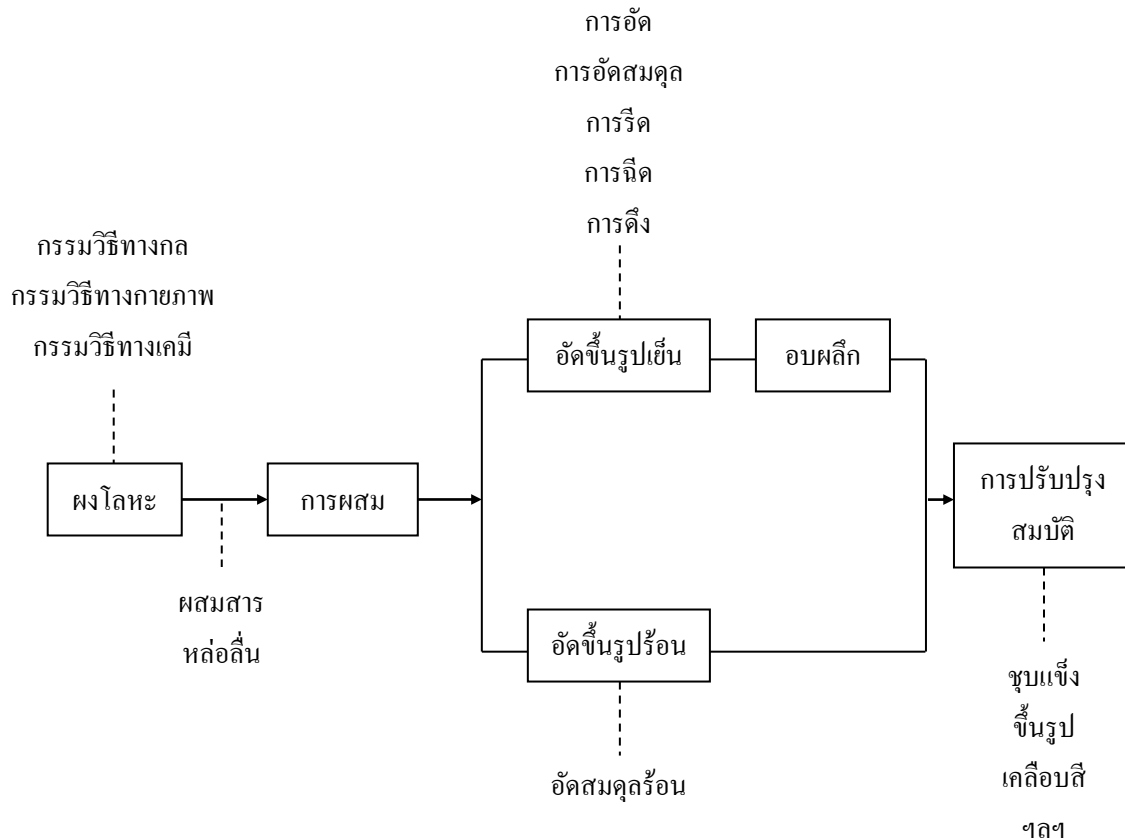 การอัด
การอัดสมดุล
การรีด
การฉีด
การดึง
กรรมวิธีทางกล
กรรมวิธีทางกายภาพ
กรรมวิธีทางเคมี
อัดขึ้นรูปเย็น
อบผลึก
ผงโลหะ
การผสม
การปรับปรุง
สมบัติ
ผสมสาร
หล่อลื่น
อัดขึ้นรูปร้อน
อัดสมดุลร้อน
ชุบแข็ง
ขึ้นรูป
เคลือบสี
ฯลฯ